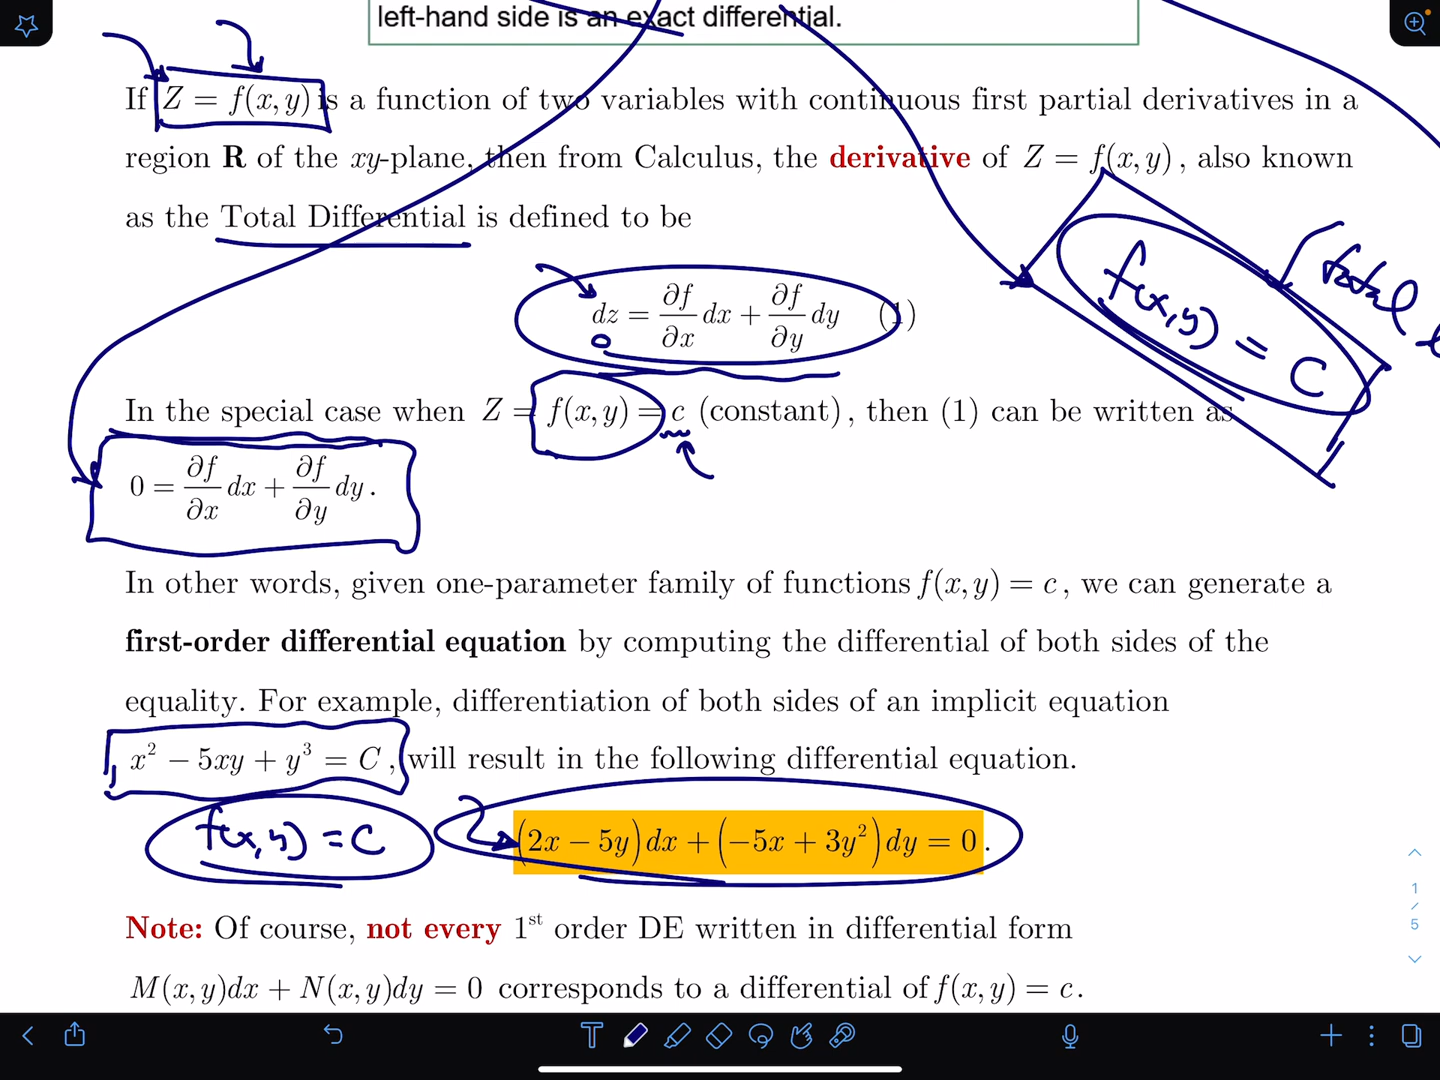 left-hand side is an exact differential.
If Z = f(x, y) is a function of two variables with continuous first partial derivatives in a
region R of the xy-plane, then from Calculus, the derivative of Z = f(x, y), also known
as the Total Differential is defined to be
dz = ∂f/∂x dx + ∂f/∂y dy (1)
0
f(x,y) = C
total
In the special case when Z = f(x, y) = c (constant), then (1) can be written as
0 = ∂f/∂x dx + ∂f/∂y dy.
In other words, given one-parameter family of functions f(x, y) = c, we can generate a
first-order differential equation by computing the differential of both sides of the
equality. For example, differentiation of both sides of an implicit equation
x² − 5xy + y³ = C, will result in the following differential equation.
f(x,y) = C
(2x − 5y)dx + (−5x + 3y²)dy = 0.
Note: Of course, not every 1st order DE written in differential form
M(x, y)dx + N(x, y)dy = 0 corresponds to a differential of f(x, y) = c.
1
/
5
T